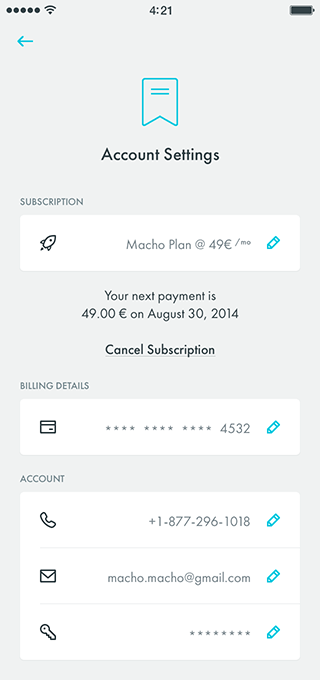 4:21
Account Settings
SUBSCRIPTION
Macho Plan @ 49€ /mo
Your next payment is
49.00 € on August 30, 2014
Cancel Subscription
BILLING DETAILS
**** **** **** 4532
ACCOUNT
+1-877-296-1018
macho.macho@gmail.com
********